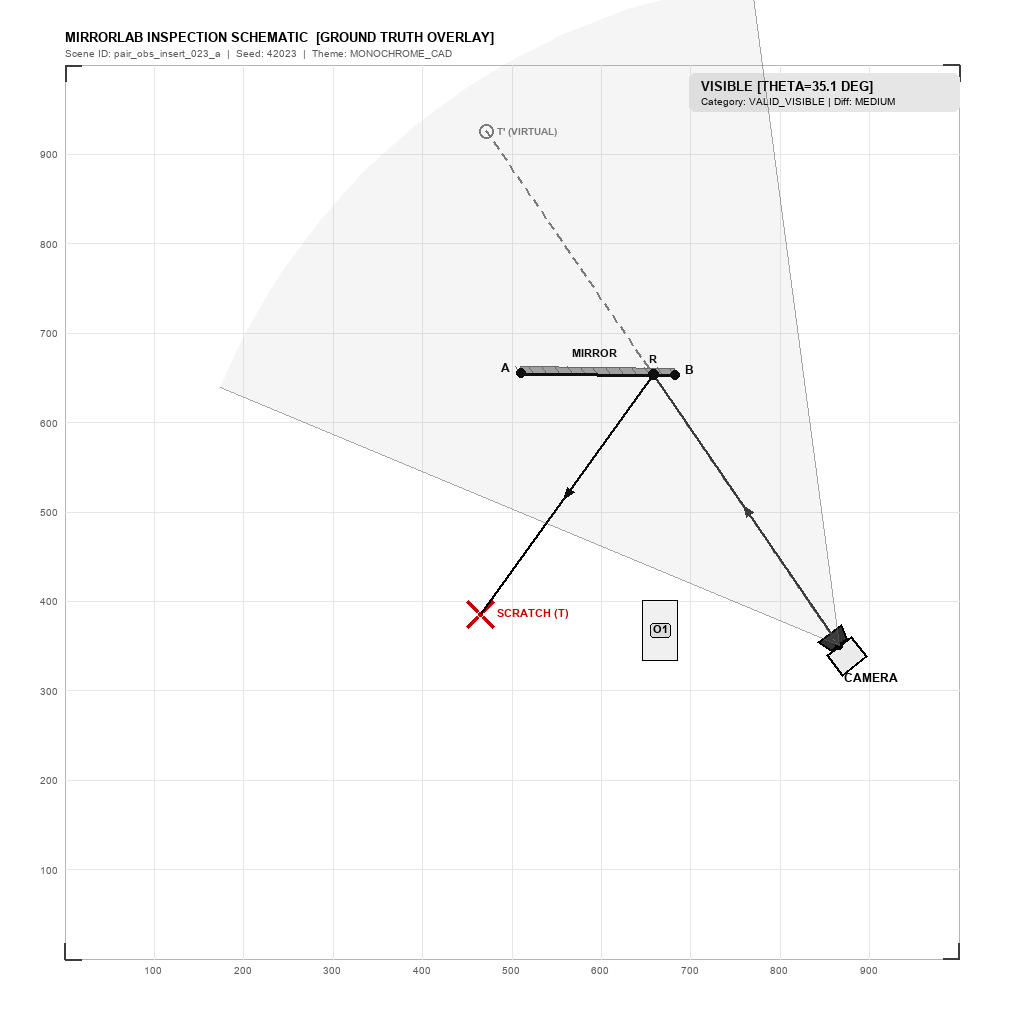 MIRRORLAB INSPECTION SCHEMATIC [GROUND TRUTH OVERLAY]
Scene ID: pair_obs_insert_023_a | Seed: 42023 | Theme: MONOCHROME_CAD
VISIBLE [THETA=35.1 DEG]
Category: VALID_VISIBLE | Diff: MEDIUM
T' (VIRTUAL)
900
800
700
MIRROR
R
A
B
600
500
400
SCRATCH (T)
O1
CAMERA
300
200
100
100 200 300 400 500 600 700 800 900